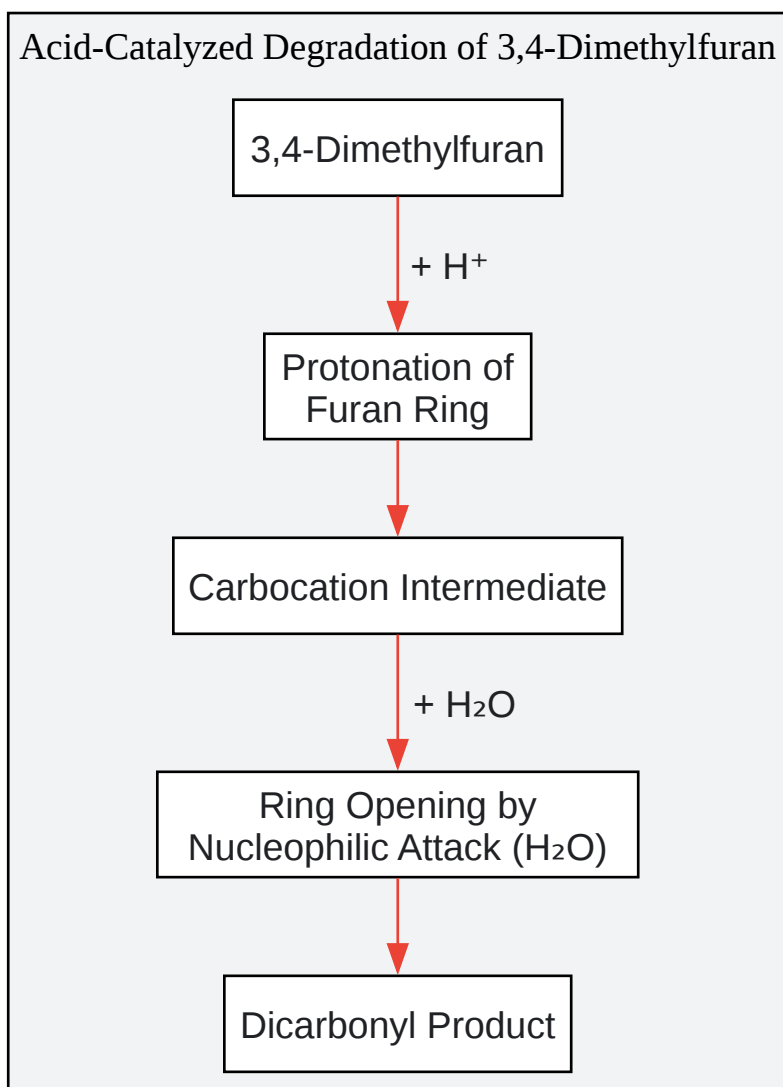 Acid-Catalyzed Degradation of 3,4-Dimethylfuran
3,4-Dimethylfuran
+ H⁺
Protonation of
Furan Ring
Carbocation Intermediate
+ H₂O
Ring Opening by
Nucleophilic Attack (H₂O)
Dicarbonyl Product